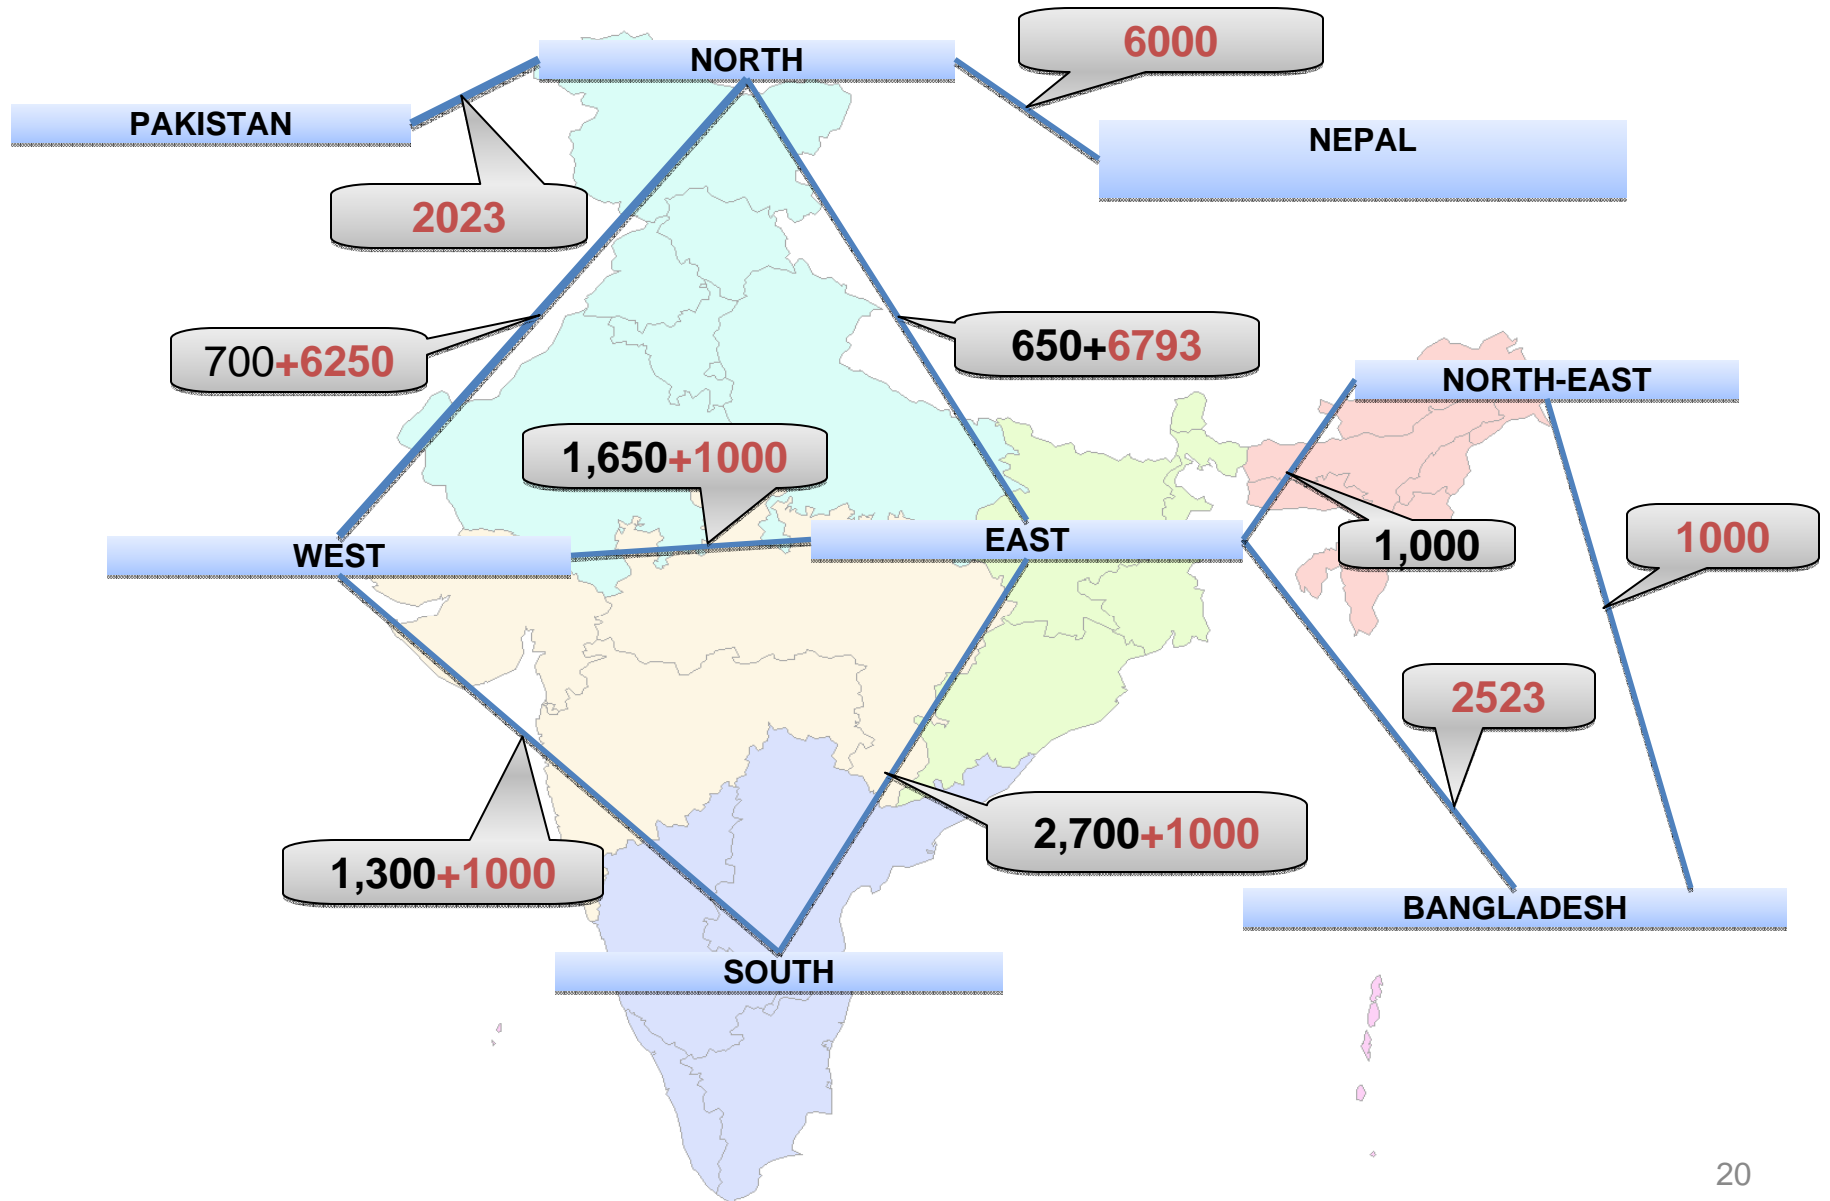 NORTH
6000
PAKISTAN
NEPAL
2023
700+6250
650+6793
NORTH-EAST
1,650+1000
WEST
EAST
1,000
1000
2523
1,300+1000
2,700+1000
BANGLADESH
SOUTH
20